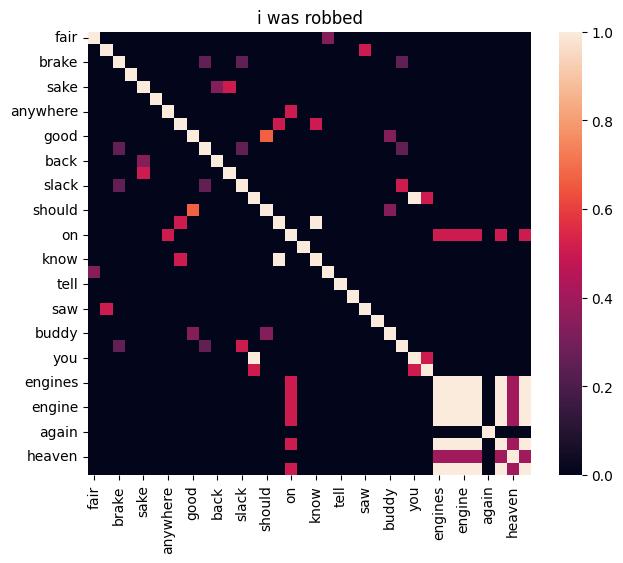 i was robbed
fair
brake
sake
anywhere
good
back
slack
should
on
know
tell
saw
buddy
you
engines
engine
again
heaven
1.0
0.8
0.6
0.4
0.2
0.0
fair
brake
sake
anywhere
good
back
slack
should
on
know
tell
saw
buddy
you
engines
engine
again
heaven